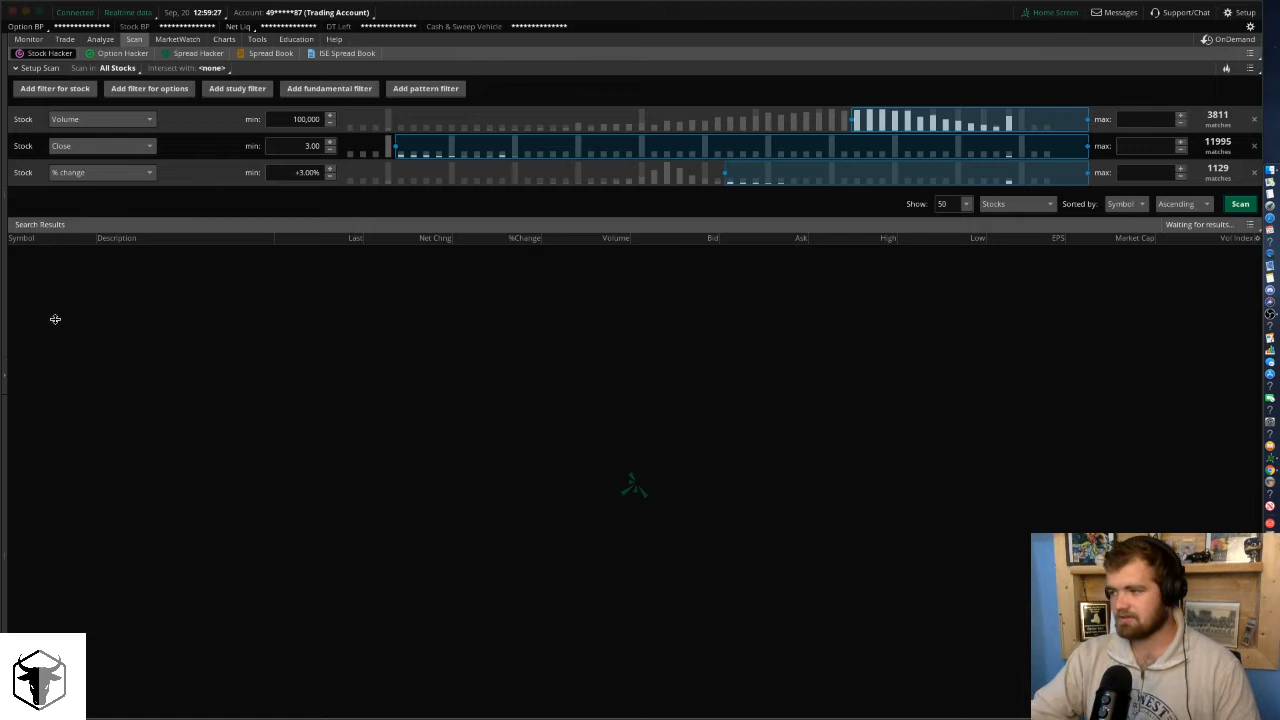 Connected Realtime data Sep, 20 12:59:27 Account: 49*****87 (Trading Account) Home Screen Messages Support/Chat Setup
Option BP ************** Stock BP ************** Net Liq ************** DT Left ************** Cash & Sweep Vehicle **************
Monitor Trade Analyze Scan MarketWatch Charts Tools Education Help OnDemand
Stock Hacker Option Hacker Spread Hacker Spread Book ISE Spread Book
Setup Scan Scan in: All Stocks Intersect with: <none>
Add filter for stock Add filter for options Add study filter Add fundamental filter Add pattern filter
Stock Volume min: 100,000 max: 3811
matches
Stock Close min: 3.00 max: 11995
matches
Stock % change min: +3.00% max: 1129
matches
Show: 50 Stocks Sorted by: Symbol Ascending Scan
Search Results Waiting for results...
Symbol Description Last Net Chng %Change Volume Bid Ask High Low EPS Market Cap Vol Index